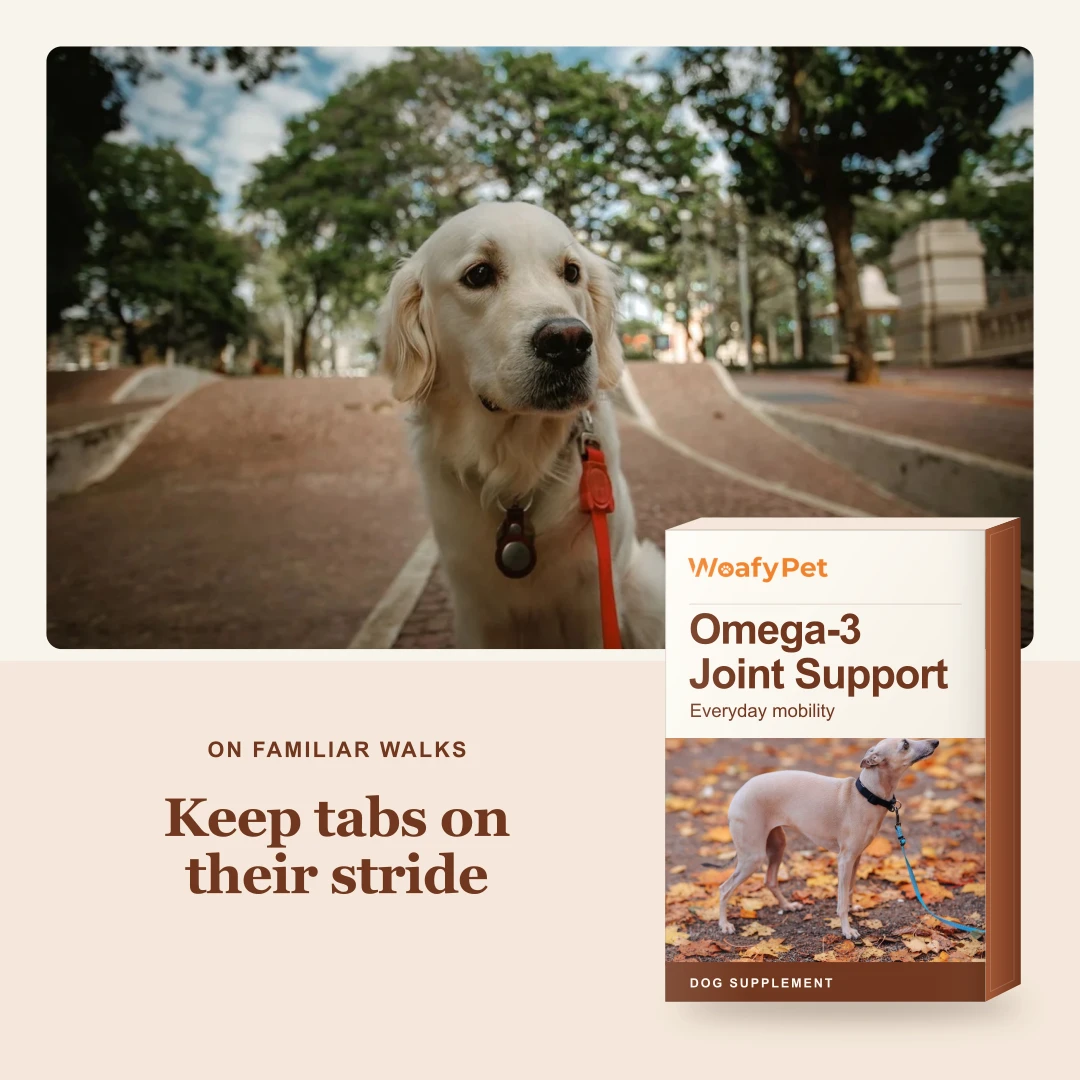 WoafyPet
Omega-3
Joint Support
Everyday mobility
ON FAMILIAR WALKS
Keep tabs on
their stride
DOG SUPPLEMENT